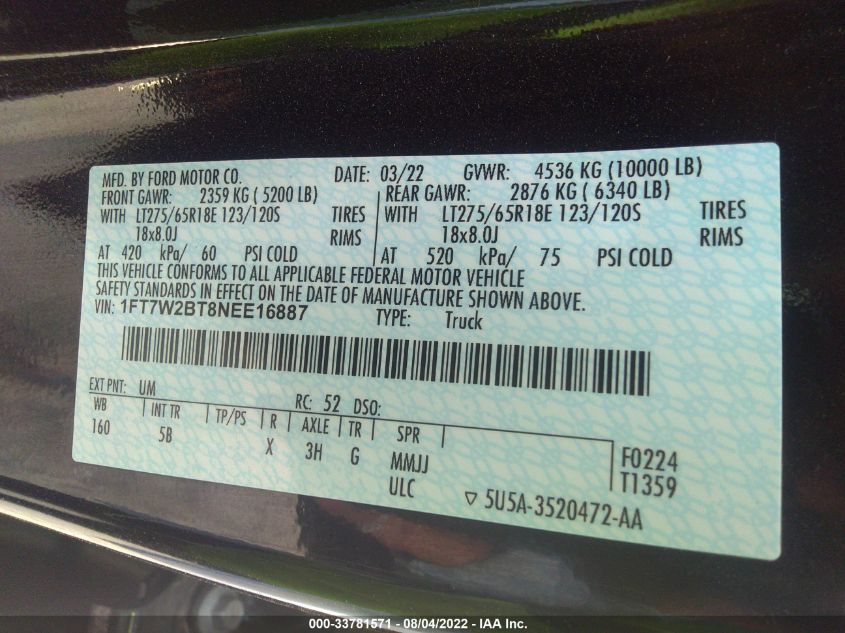 MFD. BY FORD MOTOR CO. DATE: 03/22 GVWR: 4536 KG (10000 LB)
FRONT GAWR: 2359 KG ( 5200 LB) REAR GAWR: 2876 KG ( 6340 LB)
WITH LT275/65R18E 123/120S TIRES WITH LT275/65R18E 123/120S TIRES
18x8.0J RIMS 18x8.0J RIMS
AT 420 kPa/ 60 PSI COLD AT 520 kPa/ 75 PSI COLD
THIS VEHICLE CONFORMS TO ALL APPLICABLE FEDERAL MOTOR VEHICLE
SAFETY STANDARDS IN EFFECT ON THE DATE OF MANUFACTURE SHOWN ABOVE.
VIN: 1FT7W2BT8NEE16887 TYPE: Truck
EXT PNT: UM RC: 52 DSO:
WB INT TR TP/PS R AXLE TR SPR
160 5B X 3H G MMJJ F0224
ULC T1359
▽ 5U5A-3520472-AA
000-33781571 - 08/04/2022 - IAA Inc.